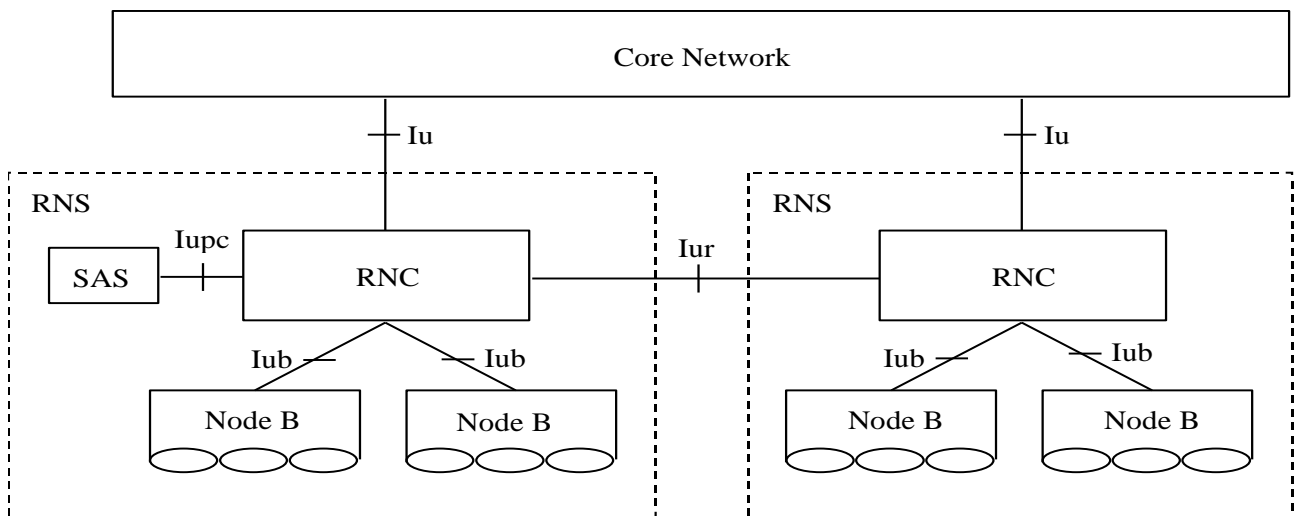 Core Network
Iu
Iu
RNS
RNS
Iupc
Iur
SAS
RNC
RNC
Iub
Iub
Iub
Iub
Node B
Node B
Node B
Node B